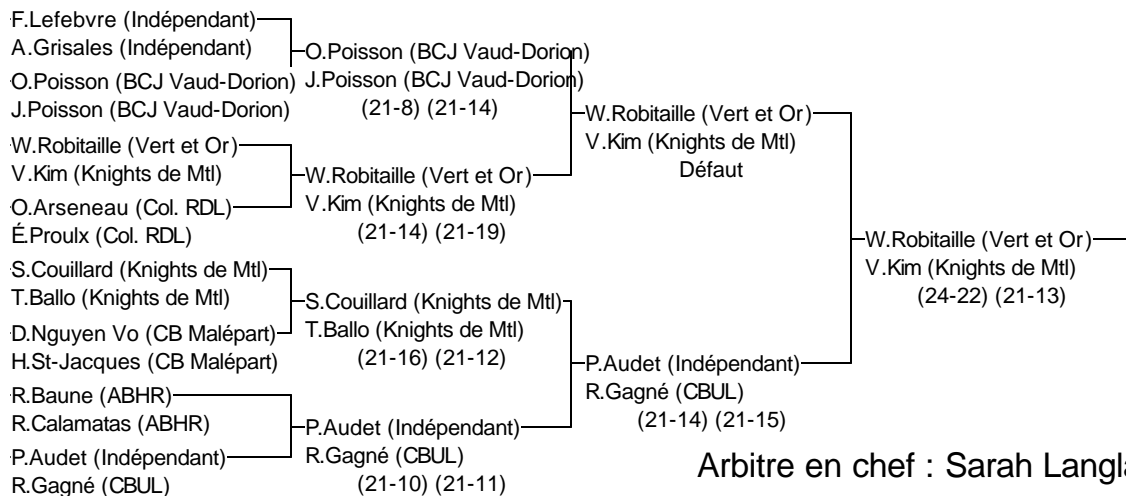 F.Lefebvre (Indépendant)
A.Grisales (Indépendant)
O.Poisson (BCJ Vaud-Dorion)
J.Poisson (BCJ Vaud-Dorion)
W.Robitaille (Vert et Or)
V.Kim (Knights de Mtl)
O.Arseneau (Col. RDL)
É.Proulx (Col. RDL)
S.Couillard (Knights de Mtl)
T.Ballo (Knights de Mtl)
D.Nguyen Vo (CB Malépart)
H.St-Jacques (CB Malépart)
R.Baune (ABHR)
R.Calamatas (ABHR)
P.Audet (Indépendant)
R.Gagné (CBUL)
O.Poisson (BCJ Vaud-Dorion)
J.Poisson (BCJ Vaud-Dorion)
(21-8) (21-14)
W.Robitaille (Vert et Or)
V.Kim (Knights de Mtl)
(21-14) (21-19)
S.Couillard (Knights de Mtl)
T.Ballo (Knights de Mtl)
(21-16) (21-12)
P.Audet (Indépendant)
R.Gagné (CBUL)
(21-10) (21-11)
W.Robitaille (Vert et Or)
V.Kim (Knights de Mtl)
Défaut
P.Audet (Indépendant)
R.Gagné (CBUL)
(21-14) (21-15)
W.Robitaille (Vert et Or)
V.Kim (Knights de Mtl)
(24-22) (21-13)
Arbitre en chef : Sarah